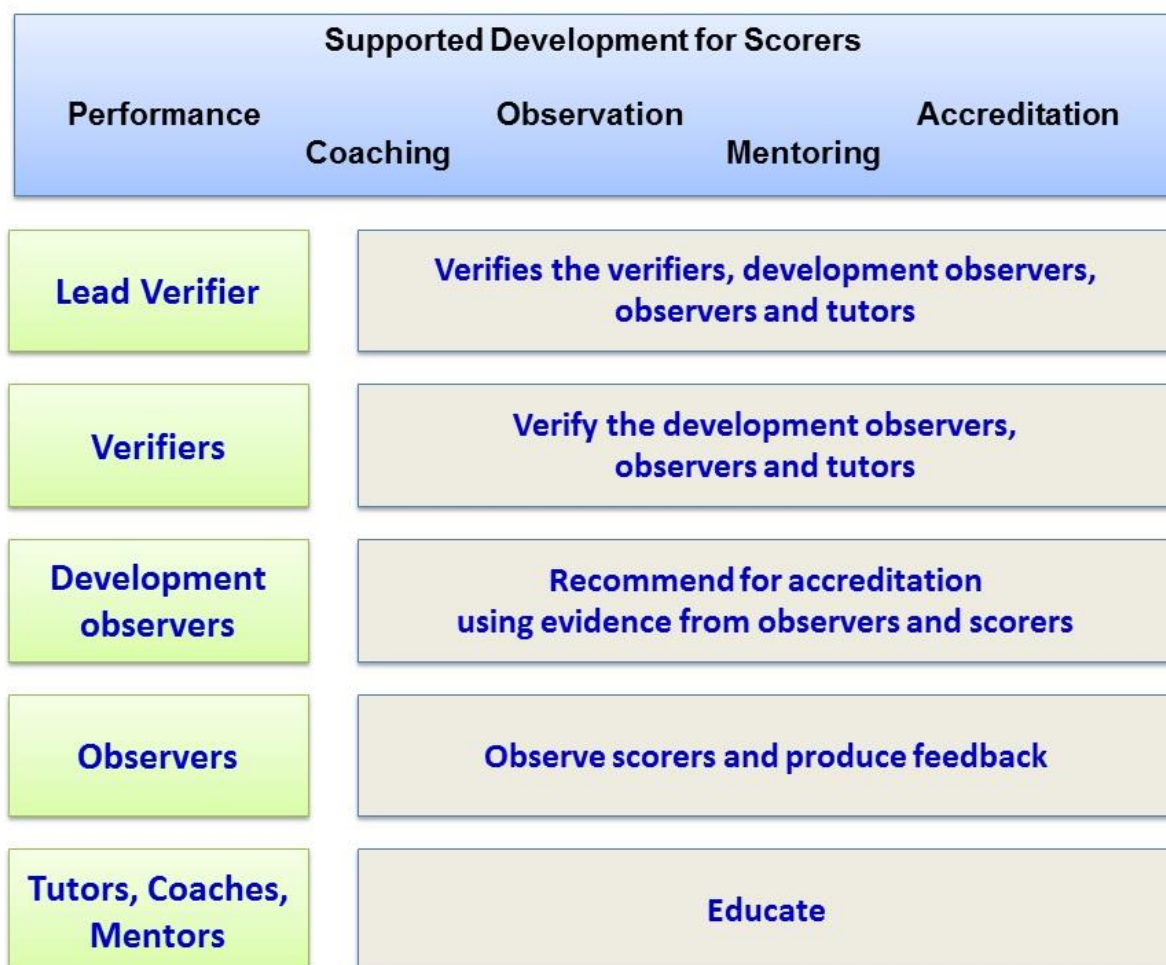 Supported Development for Scorers
Performance Observation Accreditation
Coaching Mentoring
Lead Verifier
Verifies the verifiers, development observers,
observers and tutors
Verifiers
Verify the development observers,
observers and tutors
Development
observers
Recommend for accreditation
using evidence from observers and scorers
Observers
Observe scorers and produce feedback
Tutors, Coaches,
Mentors
Educate